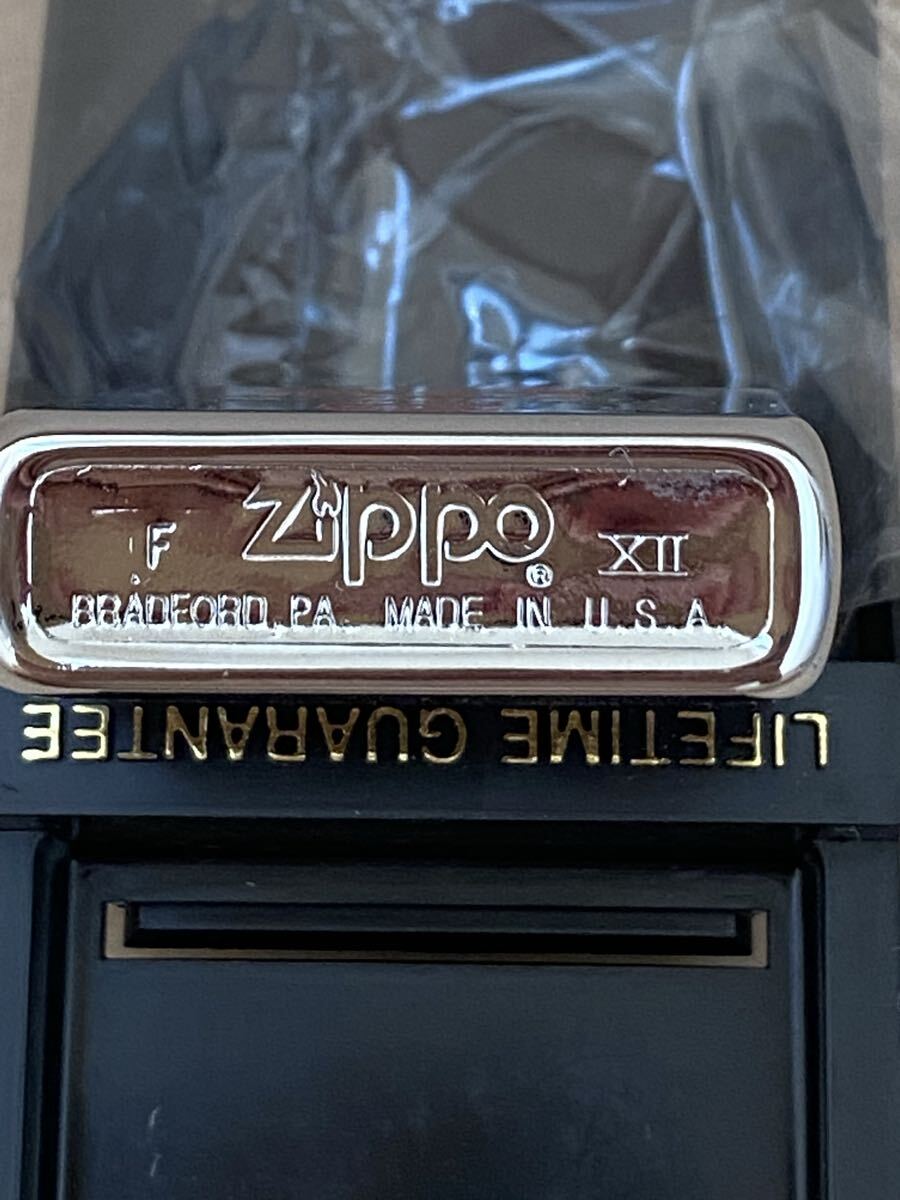 F Zippo® XII
BRADFORD, PA. MADE IN U.S.A.
LIFETIME GUARANTEE